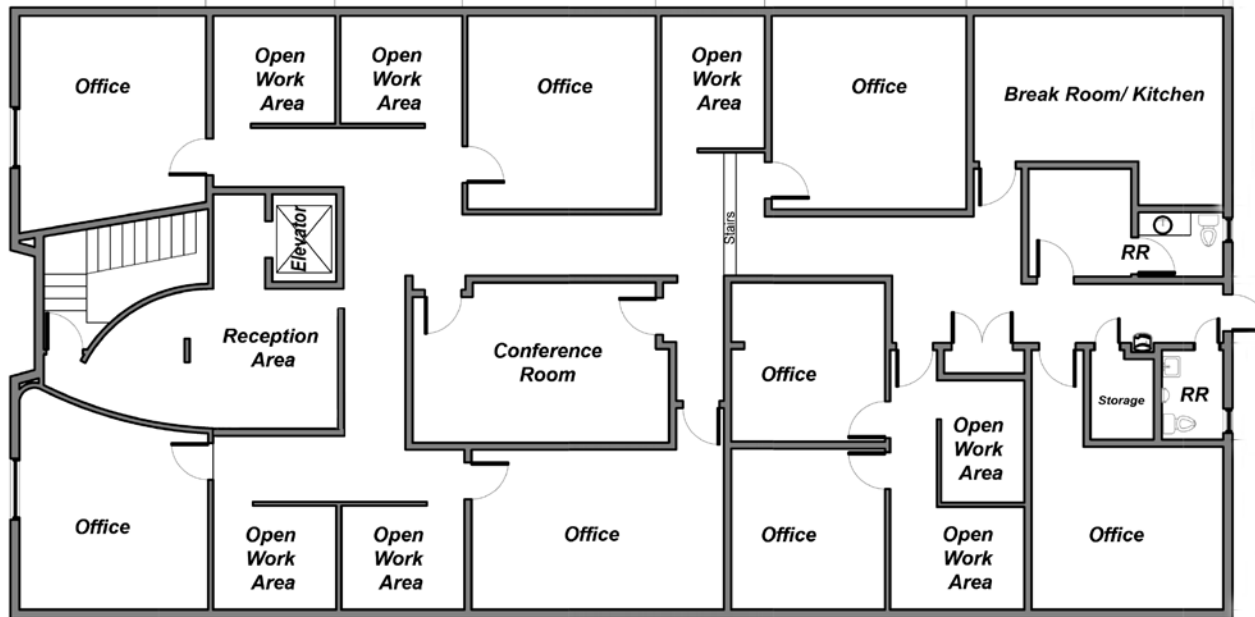 Office
Open
Work
Area
Open
Work
Area
Office
Open
Work
Area
Office
Break Room/ Kitchen
Elevator
Stairs
RR
Reception
Area
Conference
Room
Office
Storage
RR
Open
Work
Area
Office
Open
Work
Area
Open
Work
Area
Office
Office
Open
Work
Area
Office